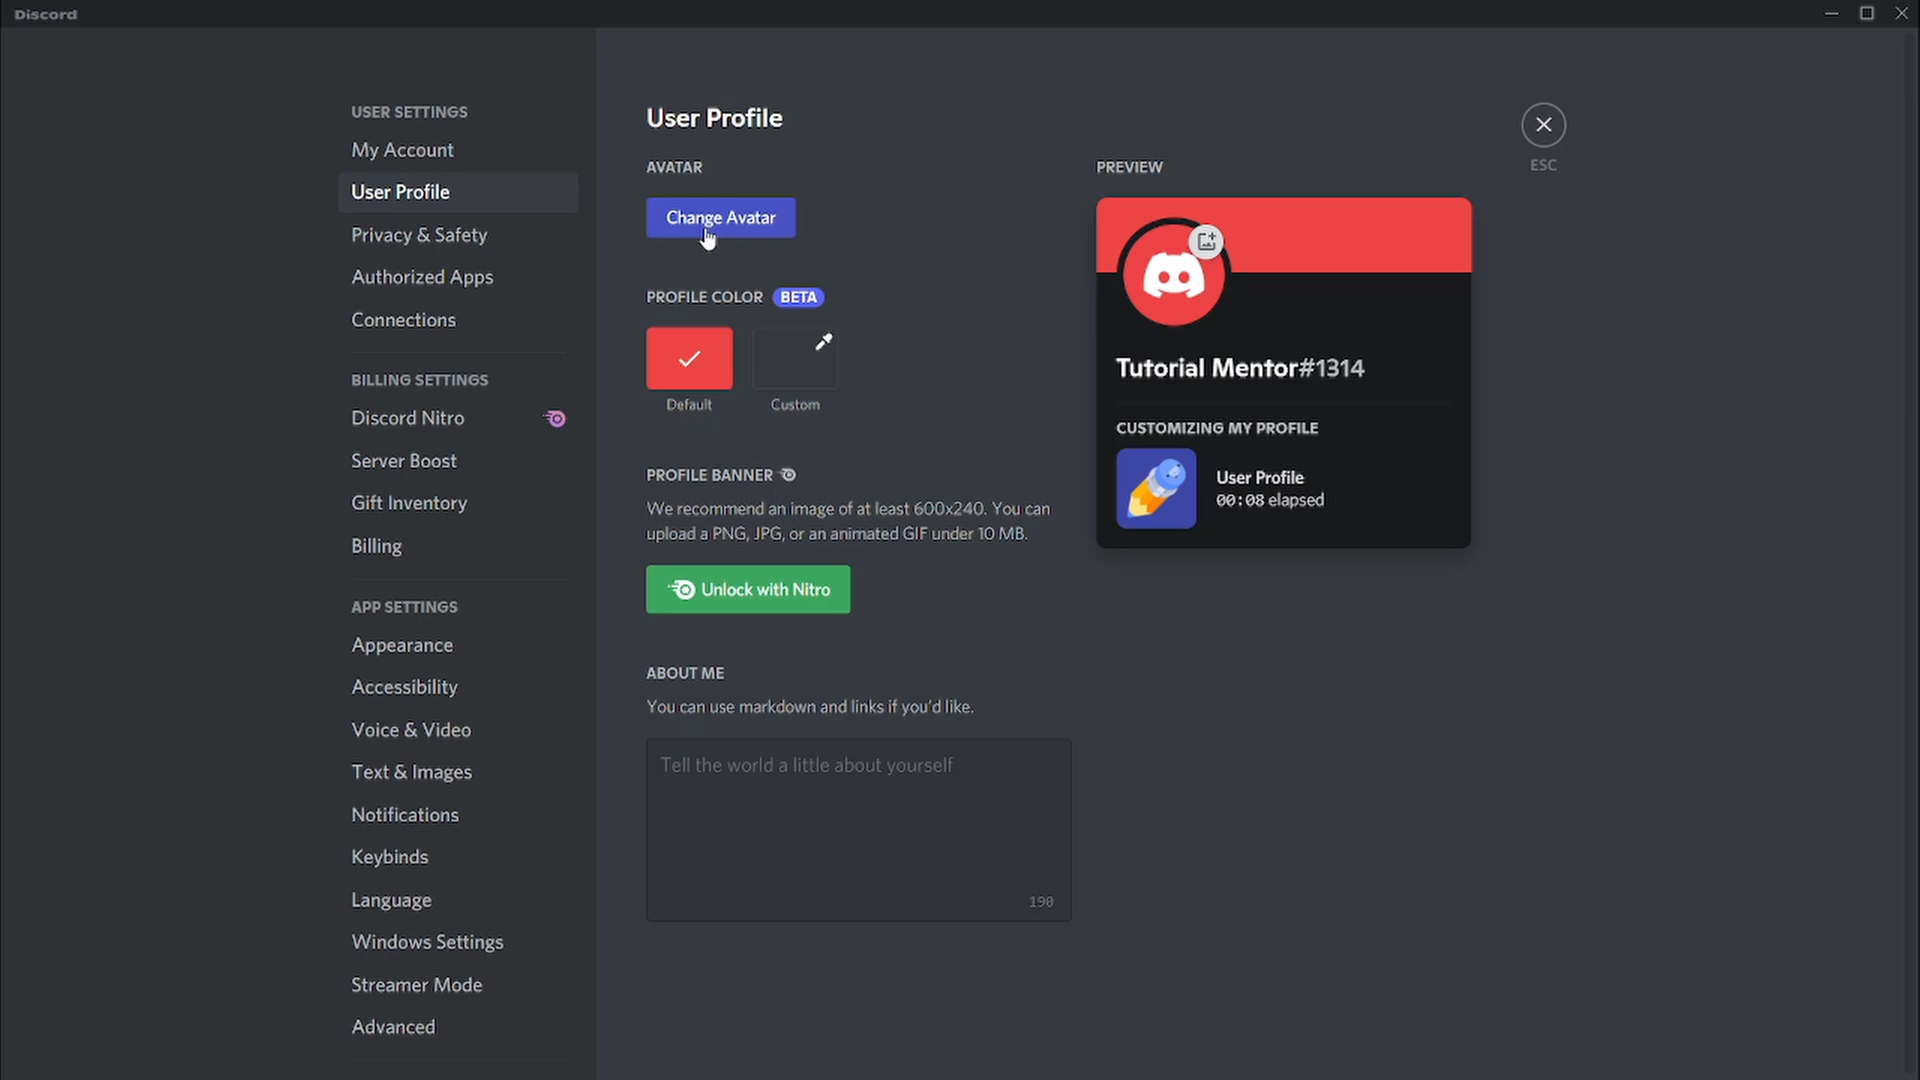 Discord
USER SETTINGS
My Account
User Profile
Privacy & Safety
Authorized Apps
Connections
BILLING SETTINGS
Discord Nitro
Server Boost
Gift Inventory
Billing
APP SETTINGS
Appearance
Accessibility
Voice & Video
Text & Images
Notifications
Keybinds
Language
Windows Settings
Streamer Mode
Advanced
User Profile
AVATAR
Change Avatar
PROFILE COLOR BETA
Default Custom
PROFILE BANNER
We recommend an image of at least 600x240. You can
upload a PNG, JPG, or an animated GIF under 10 MB.
Unlock with Nitro
ABOUT ME
You can use markdown and links if you'd like.
Tell the world a little about yourself
190
PREVIEW
Tutorial Mentor#1314
CUSTOMIZING MY PROFILE
User Profile
00:08 elapsed
ESC